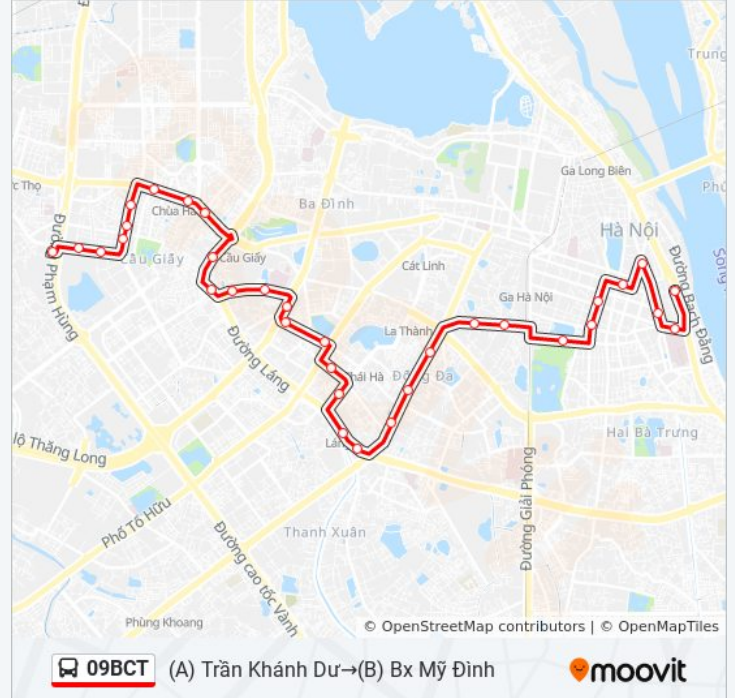 Trung
Ga Long Biên
c Thọ
Phú
Chùa Hà
Ba Đình
Hà Nội
Cầu Giấy
Cầu Giấy
Cát Linh
Sông
Đường Phạm Hùng
Ga Hà Nội
Đường Bạch Đằng
La Thành
Đường Láng
hái Hà
Đống Đa
Hai Bà Trưng
lộ Thăng Long
Láng
Đường Giải Phóng
Phố Tố Hữu
Thanh Xuân
Đường cao tốc Vành
Phùng Khoang
© OpenStreetMap contributors | © OpenMapTiles
09BCT (A) Trần Khánh Dư→(B) Bx Mỹ Đình
moovit